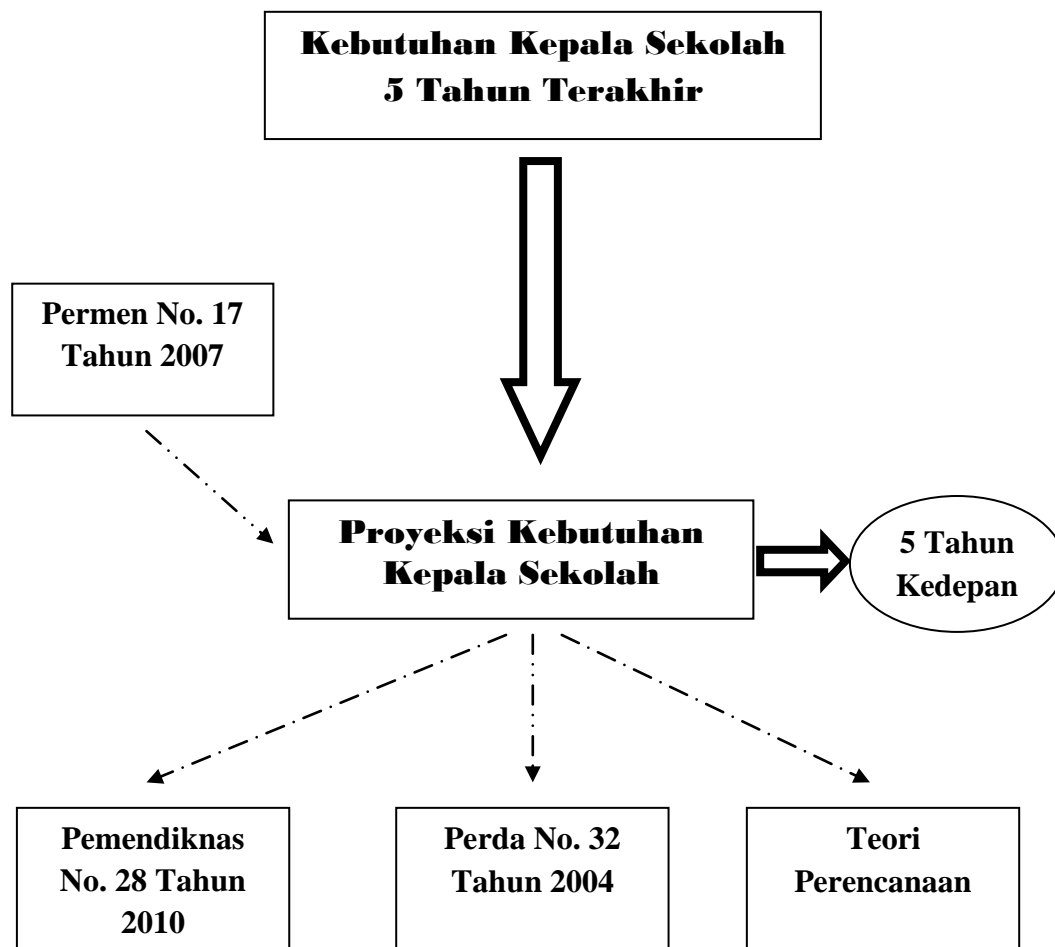 Kebutuhan Kepala Sekolah
5 Tahun Terakhir
Permen No. 17
Tahun 2007
Proyeksi Kebutuhan
Kepala Sekolah
5 Tahun
Kedepan
Pemendiknas
No. 28 Tahun
2010
Perda No. 32
Tahun 2004
Teori
Perencanaan